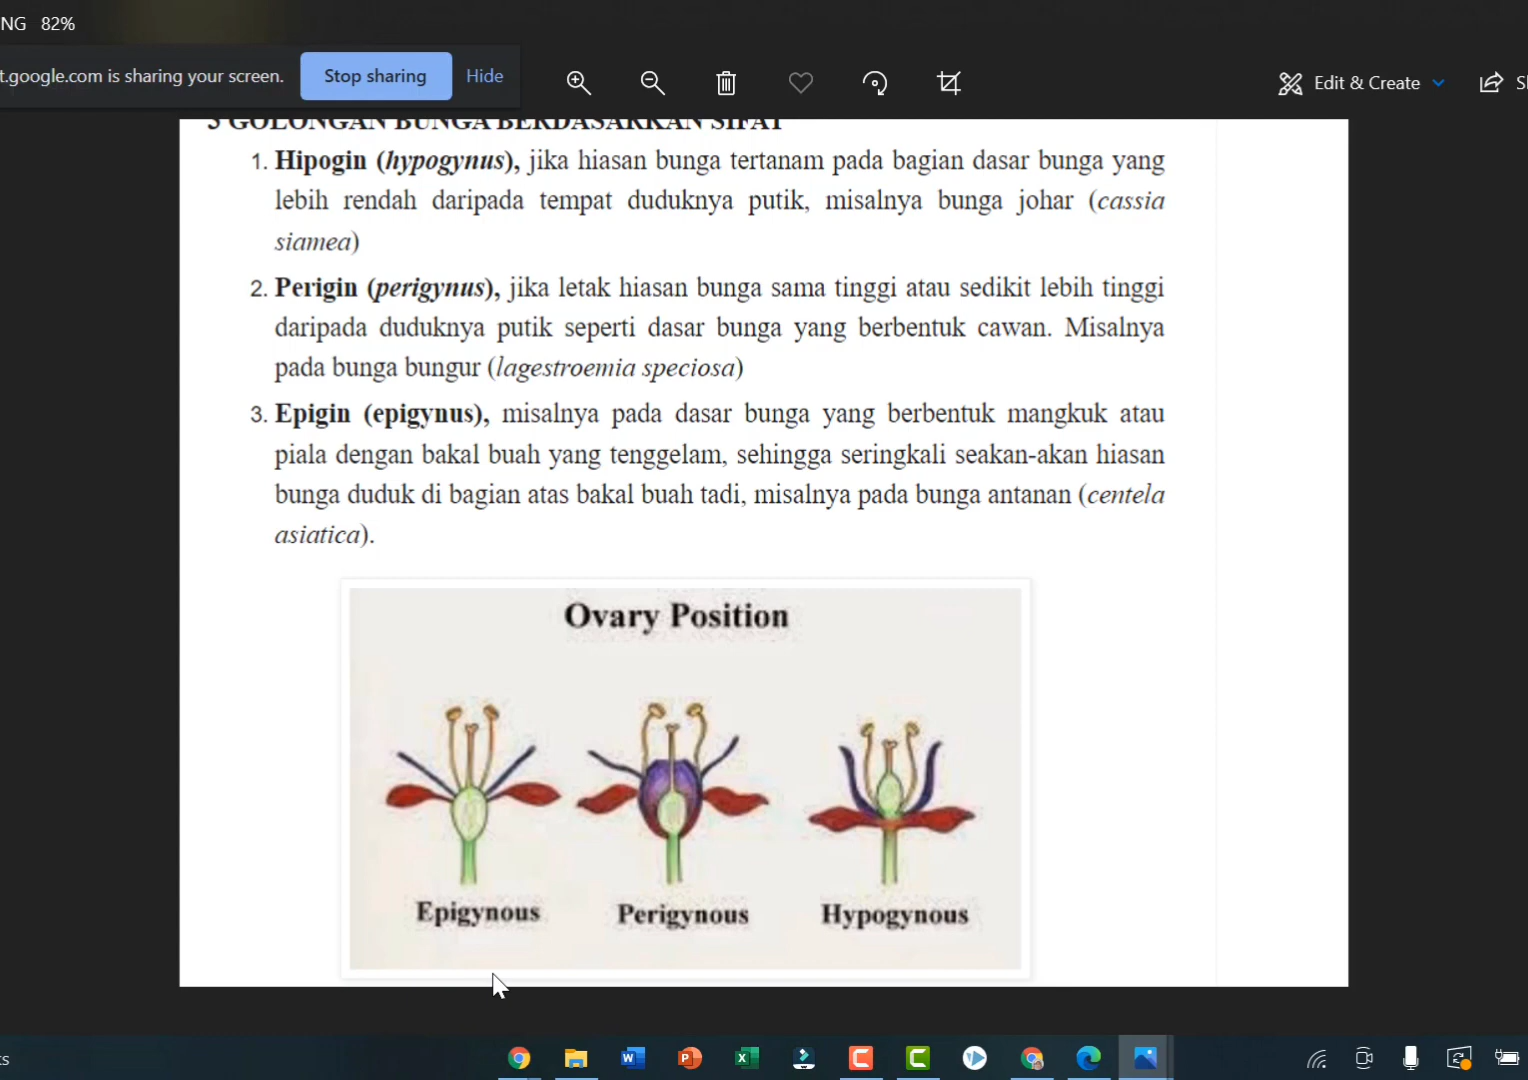 NG 82%
t.google.com is sharing your screen. Stop sharing Hide
Edit & Create
GOLONGAN BUNGA BERDASARKAN SIFAT
1. Hipogin (hypogynus), jika hiasan bunga tertanam pada bagian dasar bunga yang
lebih rendah daripada tempat duduknya putik, misalnya bunga johar (cassia
siamea)
2. Perigin (perigynus), jika letak hiasan bunga sama tinggi atau sedikit lebih tinggi
daripada duduknya putik seperti dasar bunga yang berbentuk cawan. Misalnya
pada bunga bungur (lagestroemia speciosa)
3. Epigin (epigynus), misalnya pada dasar bunga yang berbentuk mangkuk atau
piala dengan bakal buah yang tenggelam, sehingga seringkali seakan-akan hiasan
bunga duduk di bagian atas bakal buah tadi, misalnya pada bunga antanan (centela
asiatica).
Ovary Position
Epigynous Perigynous Hypogynous